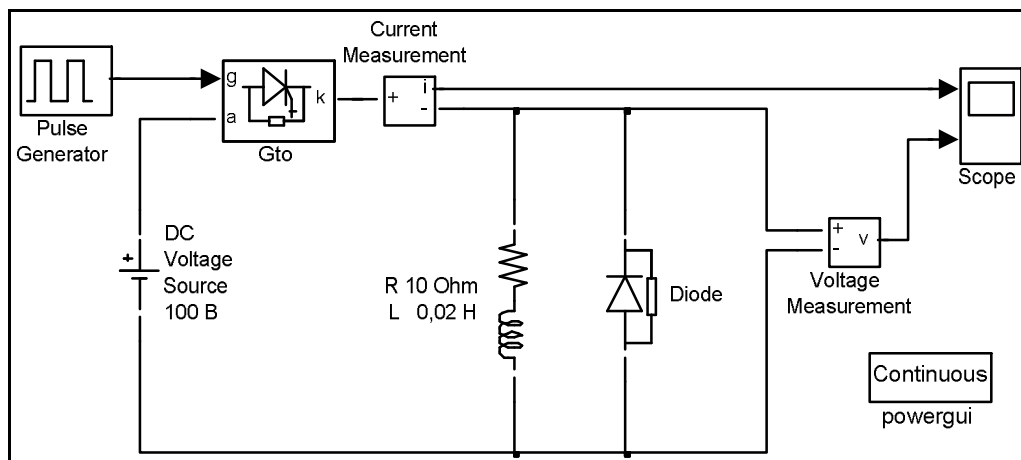 Current
Measurement
Pulse
Generator
g
a
k
Gto
+
i
-
Scope
DC
Voltage
Source
100 B
+
R 10 Ohm
L 0,02 H
Diode
+
-
v
Voltage
Measurement
Continuous
powergui